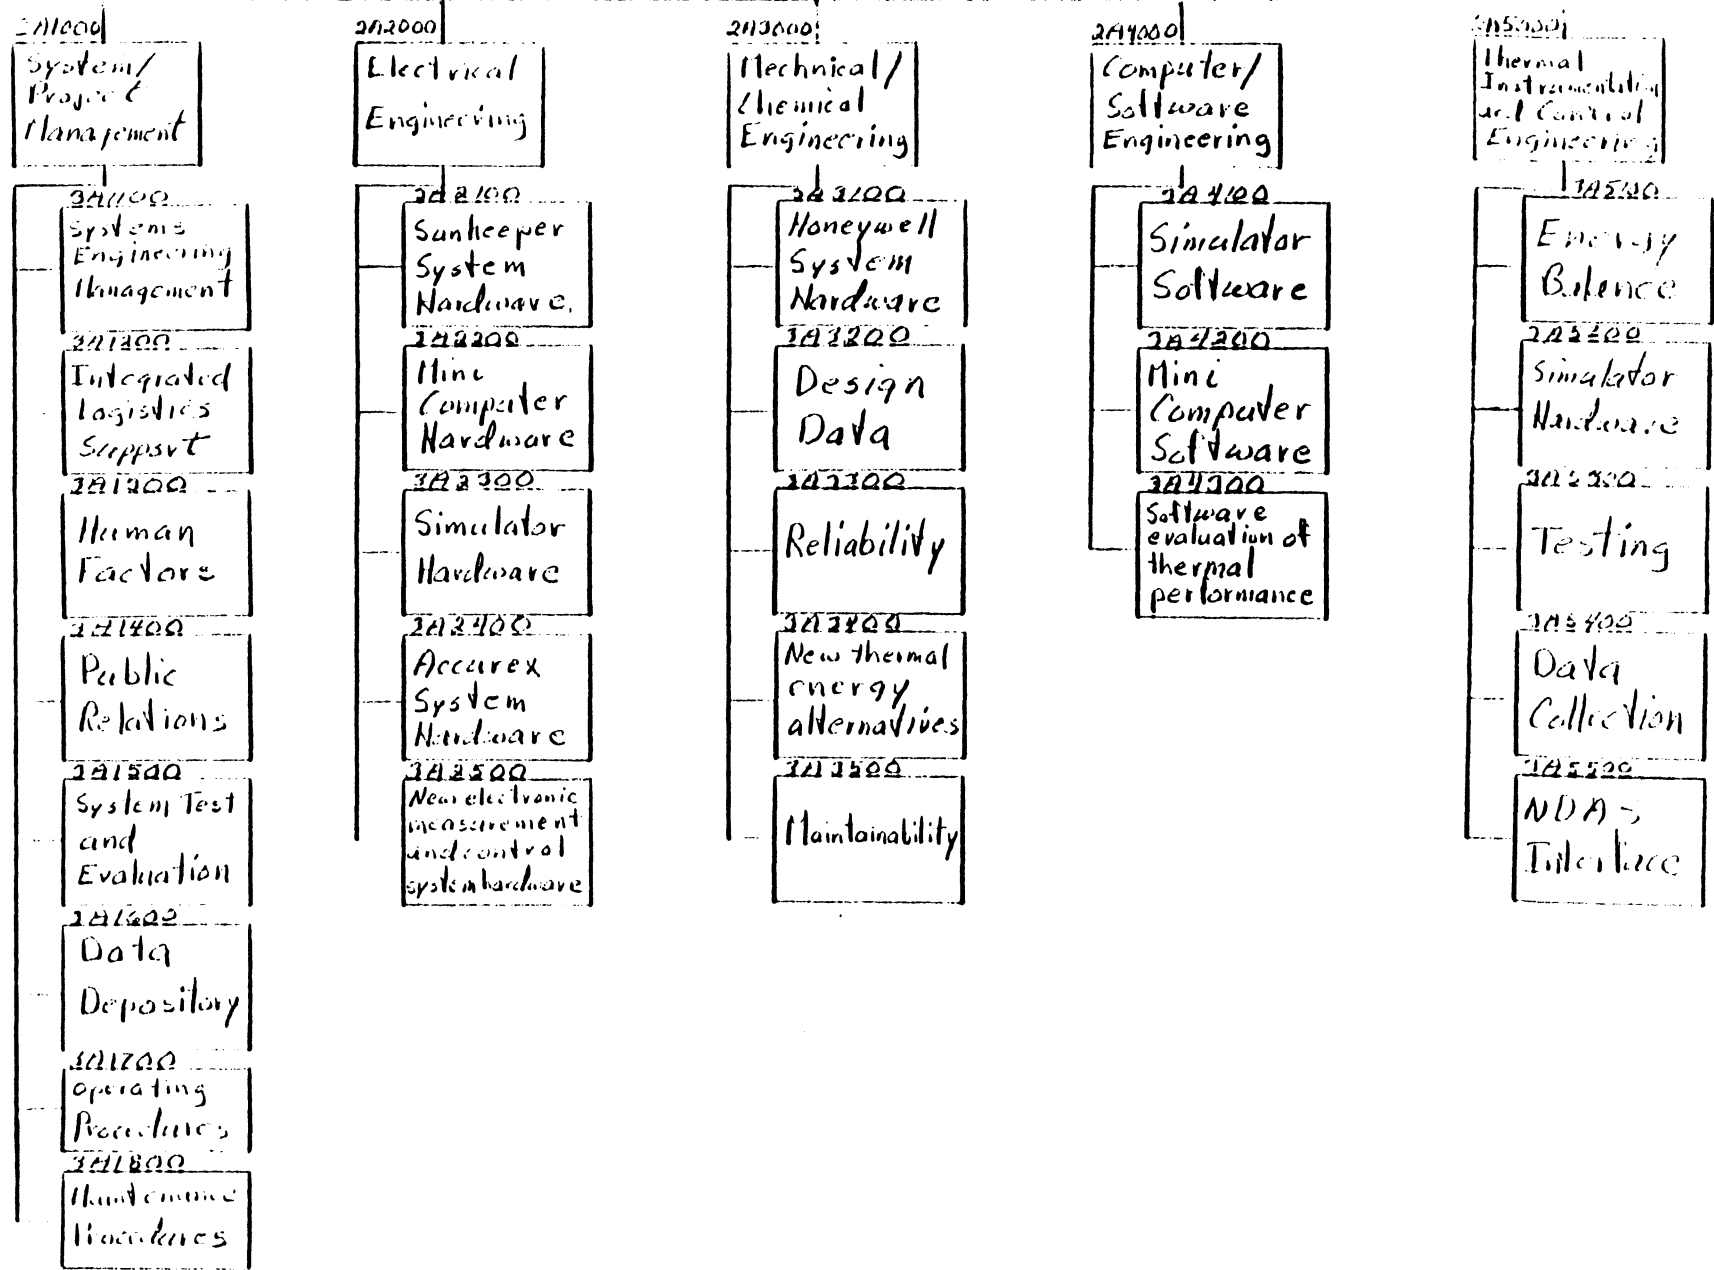 2A1000
System/
Project
Management
3A1100
Systems
Engineering
Management
3A1200
Integrated
Logistics
Support
3A1300
Human
Factors
3A1400
Public
Relations
3A1500
System Test
and
Evaluation
3A1600
Data
Depository
3A1700
Operating
Procedures
3A1800
Maintenance
Procedures
2A2000
Electrical
Engineering
3A2100
Sunkeeper
System
Hardware.
3A2200
Mini
Computer
Hardware
3A2300
Simulator
Hardware
3A2400
Accurex
System
Hardware
3A2500
New electronic
measurement
and control
system hardware
2A3000
Mechnical/
Chemical
Engineering
3A3100
Honeywell
System
Hardware
3A3200
Design
Data
3A3300
Reliability
3A3400
New thermal
energy
alternatives
3A3500
Maintainability
2A4000
Computer/
Software
Engineering
3A4100
Simulator
Software
3A4200
Mini
Computer
Software
3A4300
Software
evaluation of
thermal
performance
2A5000
Thermal
Instrumentation
and Control
Engineering
3A5100
Energy
Balence
3A5200
Simulator
Hardware
3A5300
Testing
3A5400
Data
Collection
3A5500
NDAS
Interface